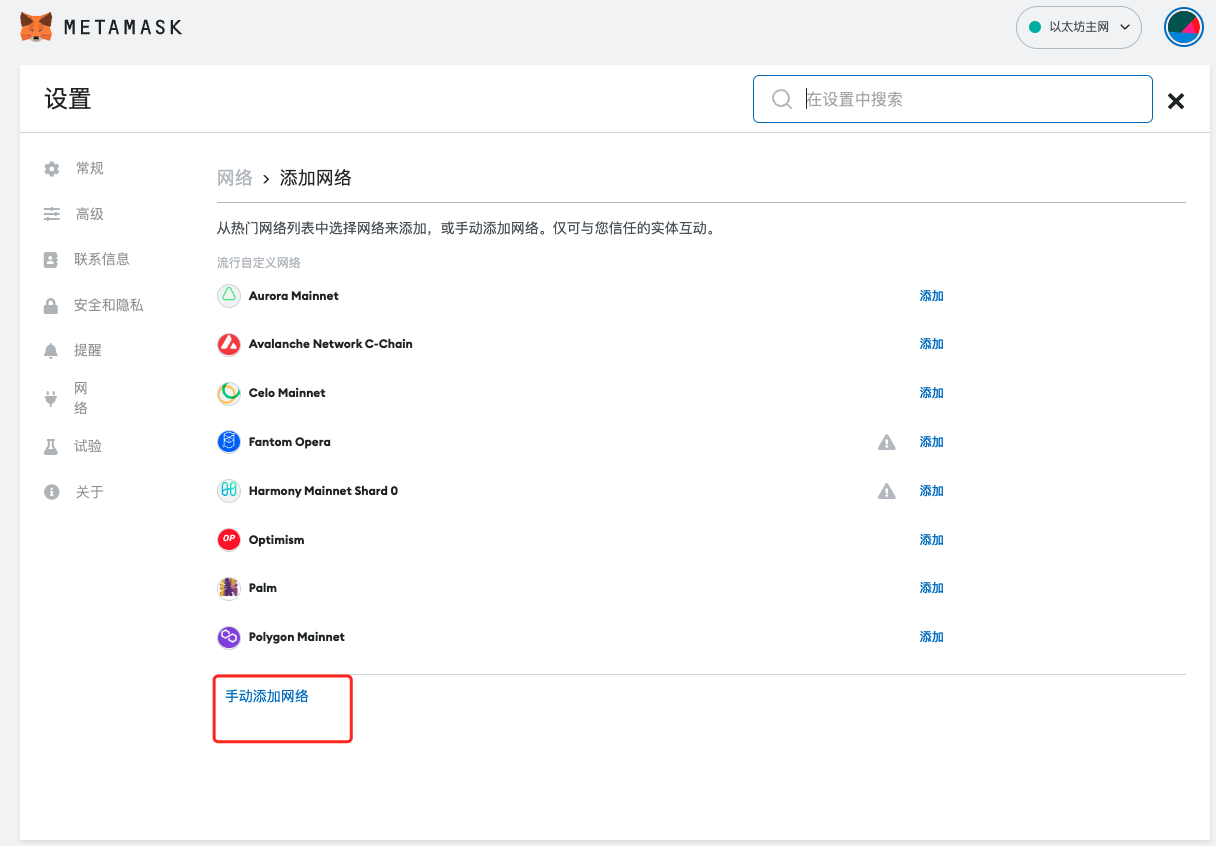 METAMASK
以太坊主网
设置
在设置中搜索
常规
高级
联系信息
安全和隐私
提醒
网
络
试验
关于
网络 › 添加网络
从热门网络列表中选择网络来添加，或手动添加网络。仅可与您信任的实体互动。
流行自定义网络
Aurora Mainnet 添加
Avalanche Network C-Chain 添加
Celo Mainnet 添加
Fantom Opera 添加
Harmony Mainnet Shard 0 添加
OP Optimism 添加
Palm 添加
Polygon Mainnet 添加
手动添加网络